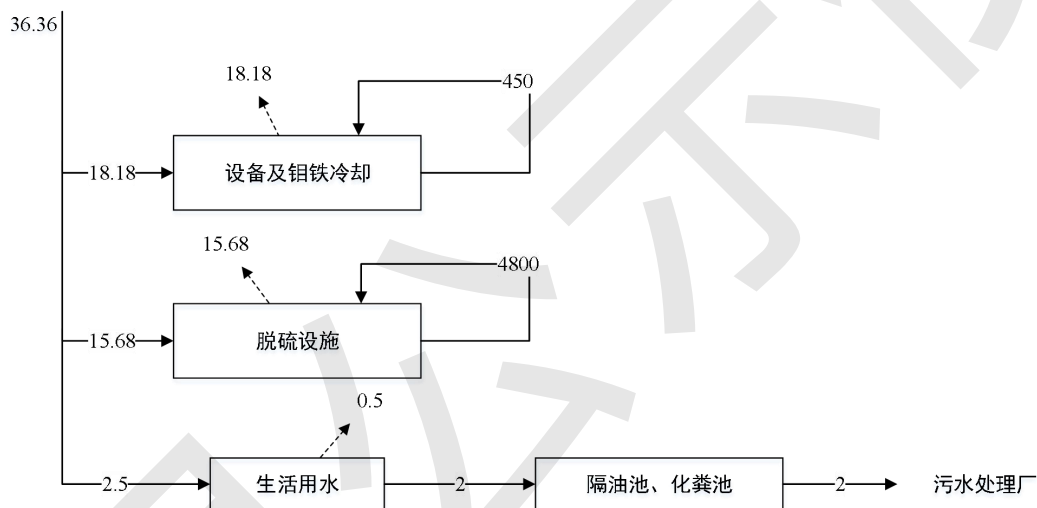 36.36
18.18
450
18.18
设备及钼铁冷却
15.68
4800
15.68
脱硫设施
0.5
2.5
生活用水
2
隔油池、化粪池
2
污水处理厂